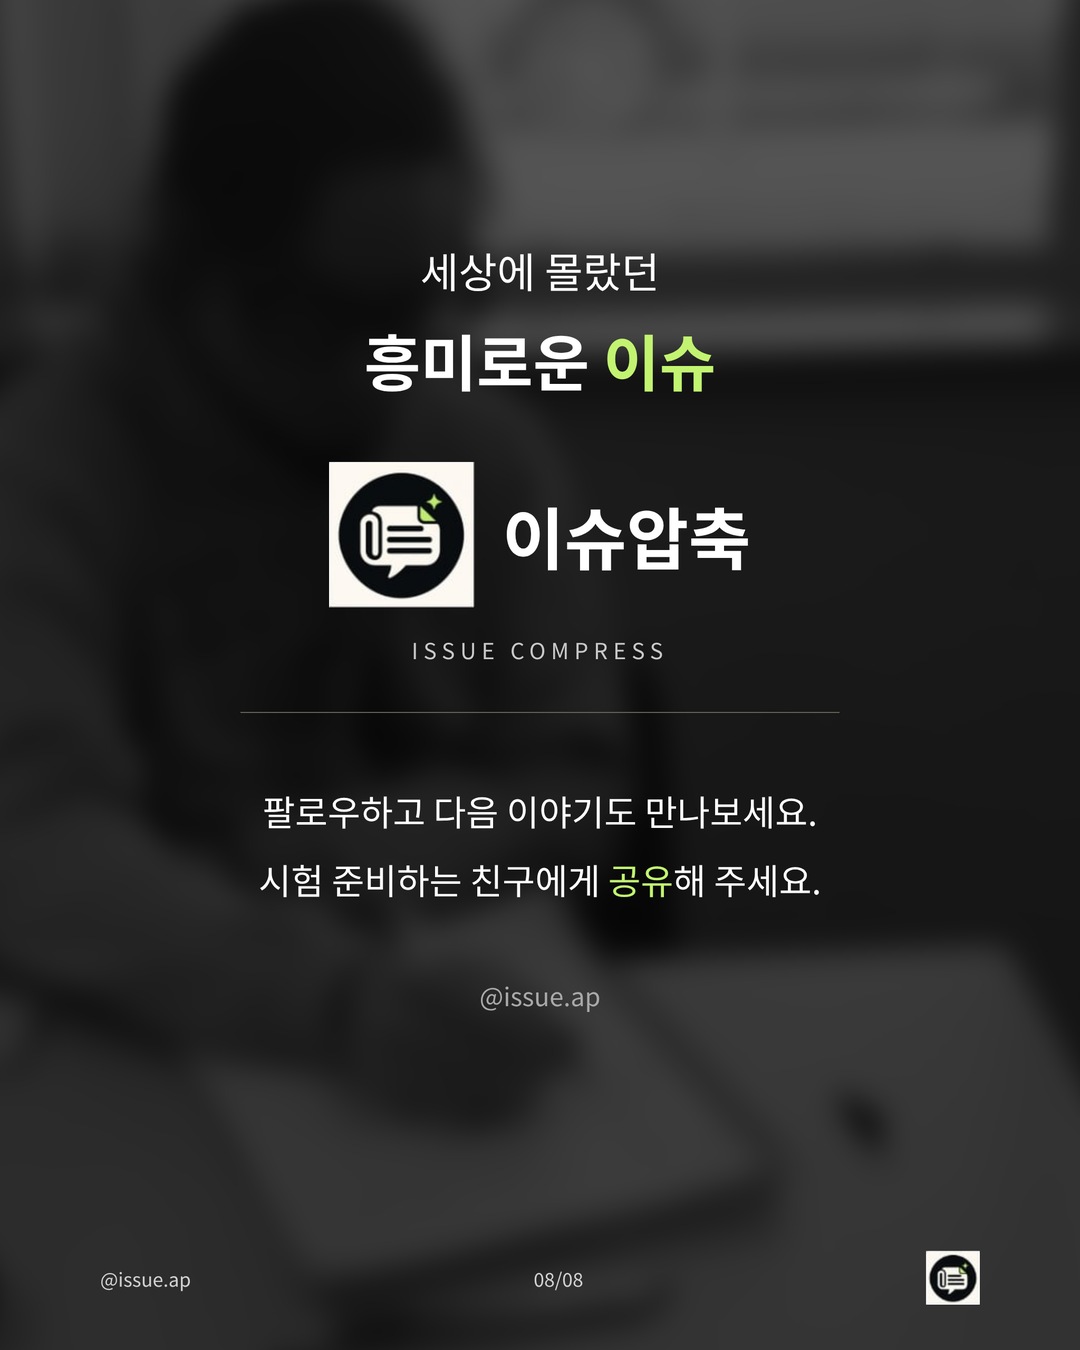 세상에 몰랐던
흥미로운 이슈
이슈압축
ISSUE COMPRESS
팔로우하고 다음 이야기도 만나보세요.
시험 준비하는 친구에게 공유해 주세요.
@issue.ap
@issue.ap
08/08